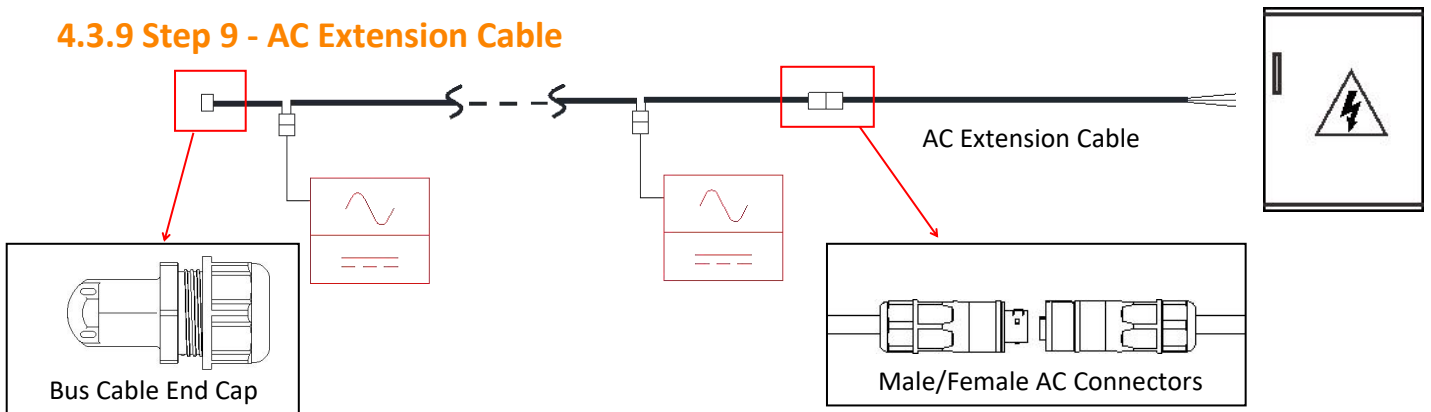 4.3.9 Step 9 - AC Extension Cable
AC Extension Cable
Bus Cable End Cap
Male/Female AC Connectors